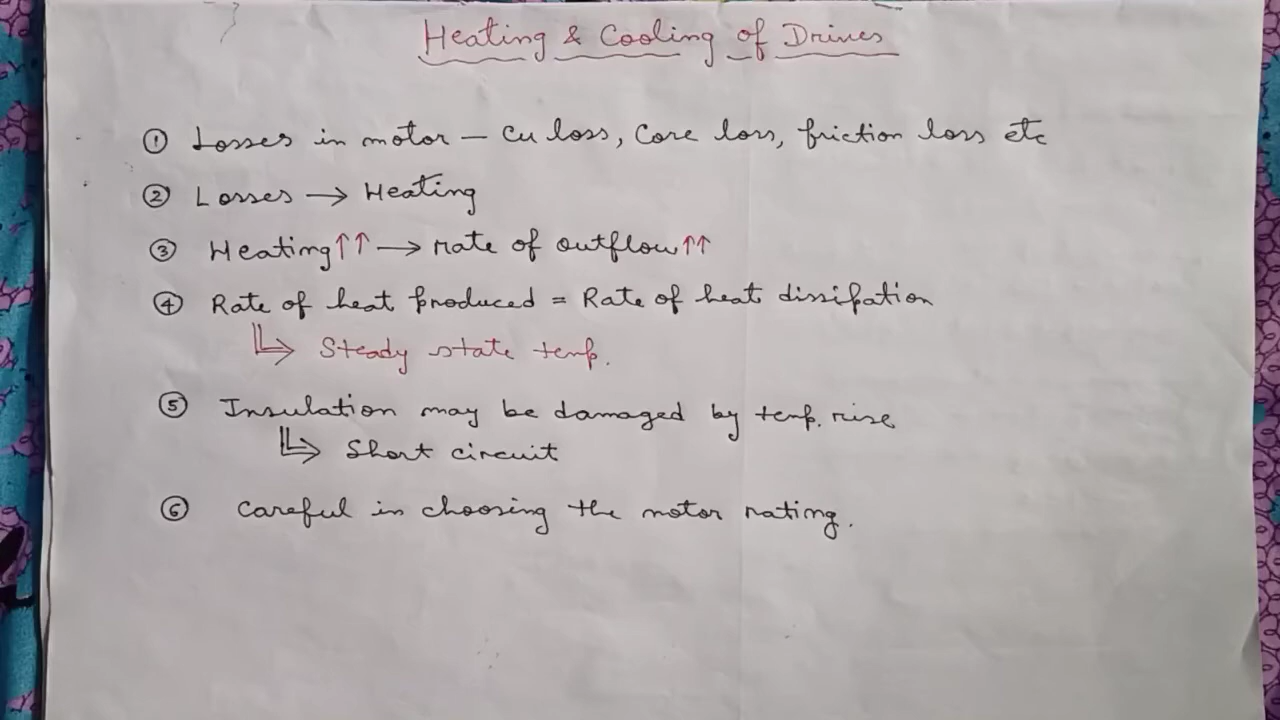 Heating & Cooling of Drives
① Losses in motor — Cu loss, Core loss, friction loss etc
② Losses → Heating
③ Heating↑↑ → rate of outflow↑↑
④ Rate of heat produced = Rate of heat dissipation
↳ Steady state temp.
⑤ Insulation may be damaged by temp. rise
↳ Short circuit
⑥ Careful in choosing the motor rating.